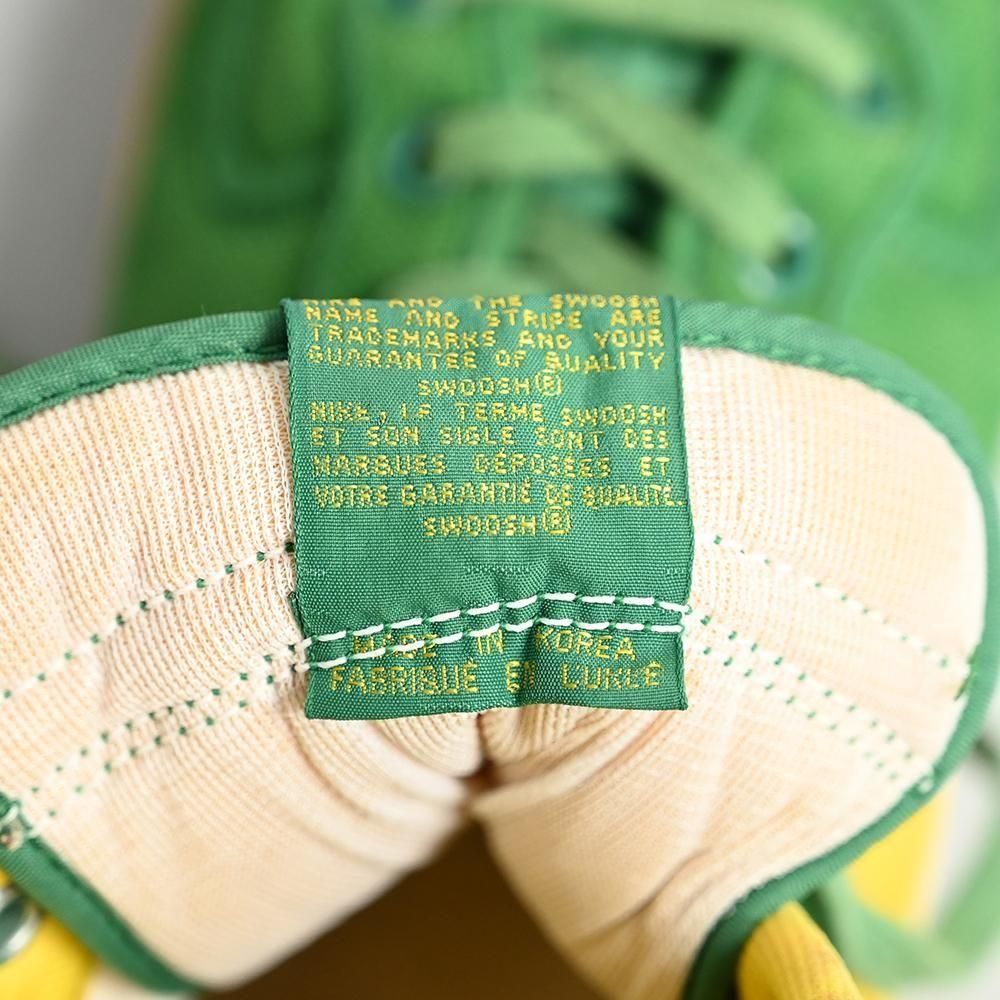 NIKE AND THE SWOOSH
NAME AND STRIPE ARE
TRADEMARKS AND YOUR
GUARANTEE OF QUALITY
SWOOSH®
NIKE, LE TERME SWOOSH
ET SON SIGLE SONT DES
MARQUES DÉPOSÉES ET
VOTRE GARANTIE DE QUALITÉ.
SWOOSH®
MADE IN KOREA
FABRIQUÉ EN